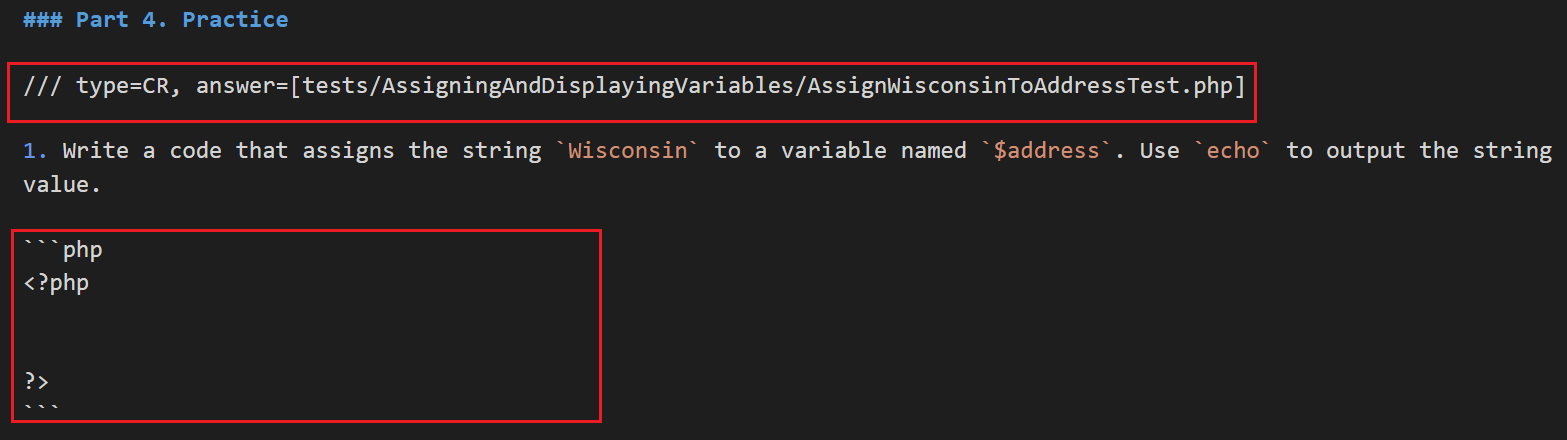 ### Part 4. Practice
/// type=CR, answer=[tests/AssigningAndDisplayingVariables/AssignWisconsinToAddressTest.php]
1. Write a code that assigns the string `Wisconsin` to a variable named `$address`. Use `echo` to output the string
value.
```php
<?php
?>
```